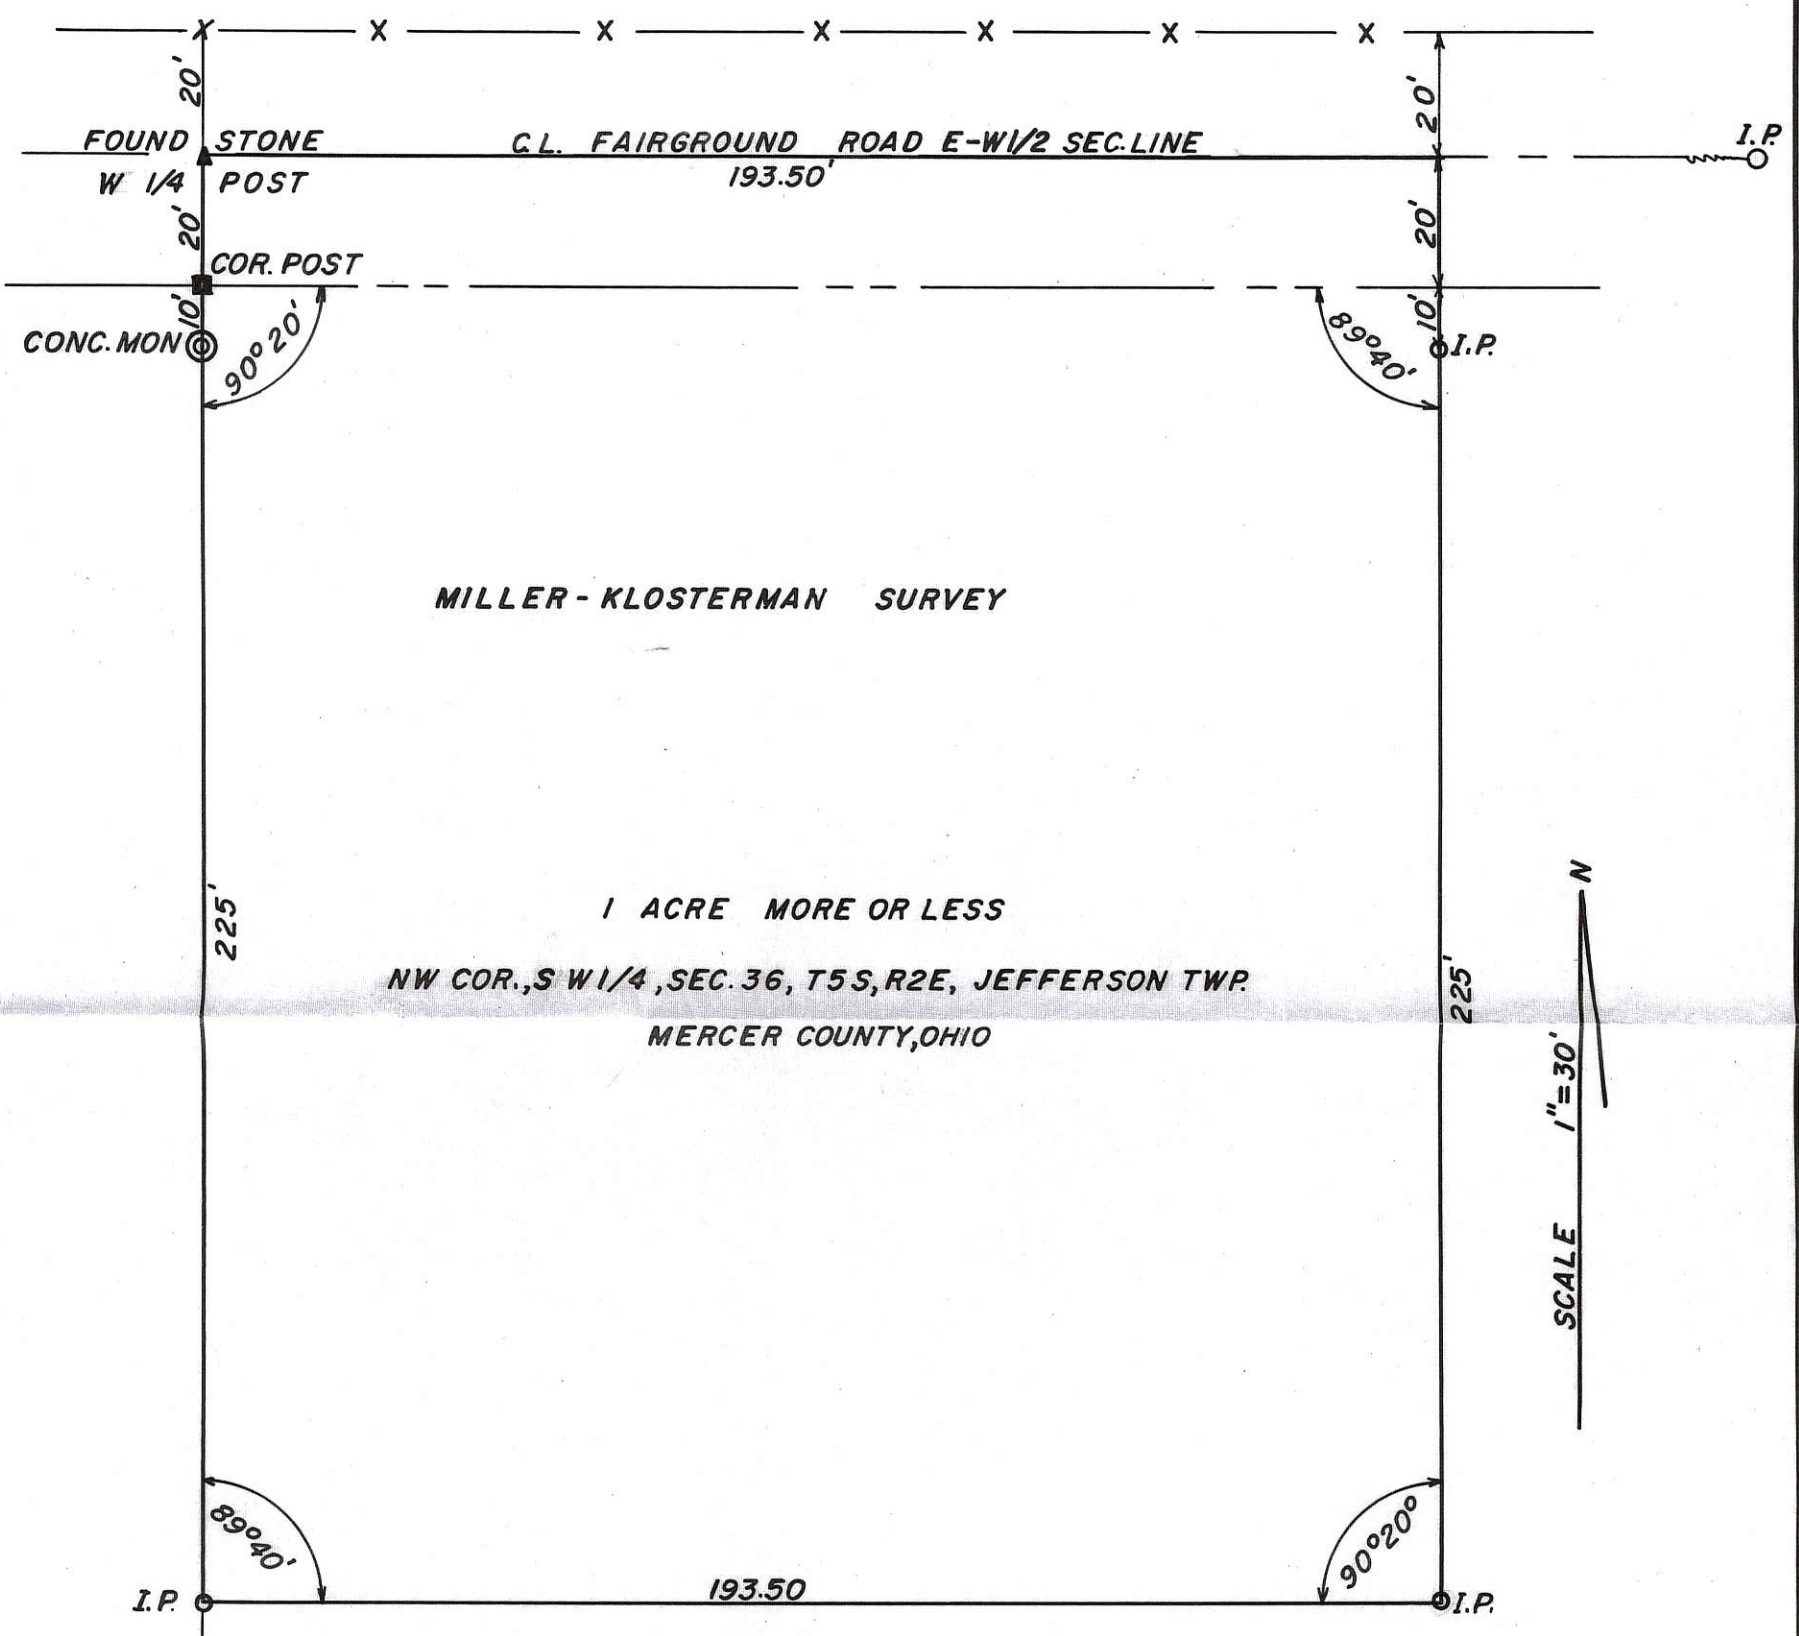 X X X X X X X
20'
20'
FOUND STONE
C.L. FAIRGROUND ROAD E-W1/2 SEC.LINE
I.P.
W 1/4 POST
193.50'
20'
20'
COR. POST
10'
10'
CONC. MON
90°20'
89°40'
I.P.
MILLER-KLOSTERMAN SURVEY
225'
1 ACRE MORE OR LESS
N
NW COR.,SW1/4,SEC.36, T5S,R2E, JEFFERSON TWP.
225'
MERCER COUNTY,OHIO
SCALE 1"=30'
89°40'
90°20°
I.P.
193.50
I.P.